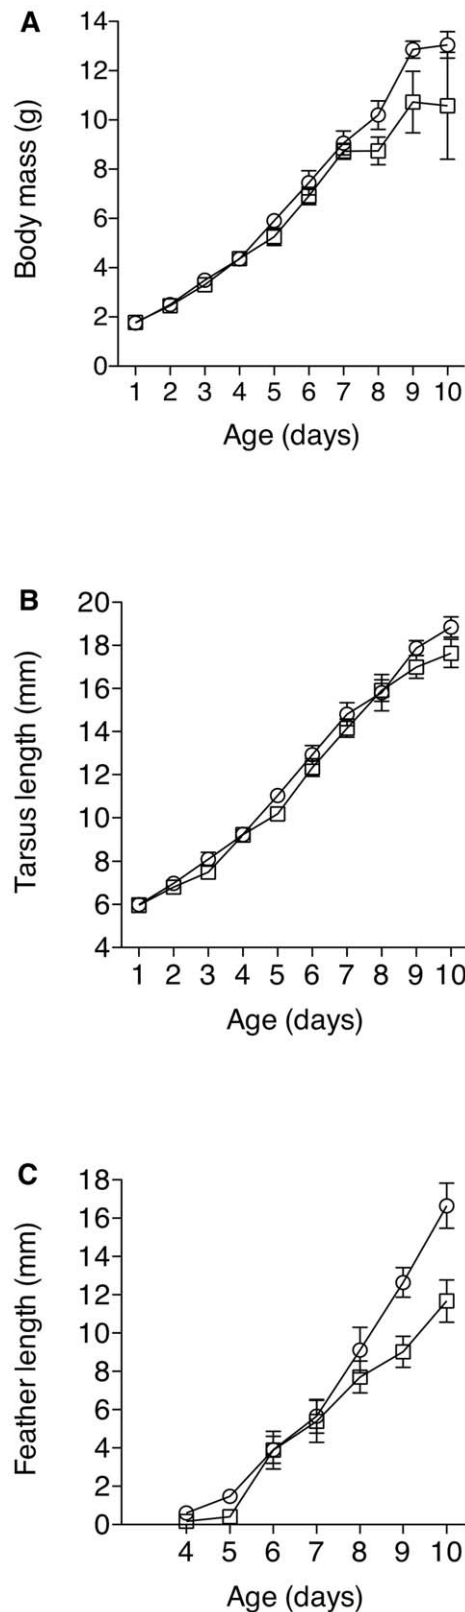 A
Body mass (g)
14
12
10
8
6
4
2
0
1 2 3 4 5 6 7 8 9 10
Age (days)
B
Tarsus length (mm)
20
18
16
14
12
10
8
6
4
1 2 3 4 5 6 7 8 9 10
Age (days)
C
Feather length (mm)
18
16
14
12
10
8
6
4
2
0
4 5 6 7 8 9 10
Age (days)